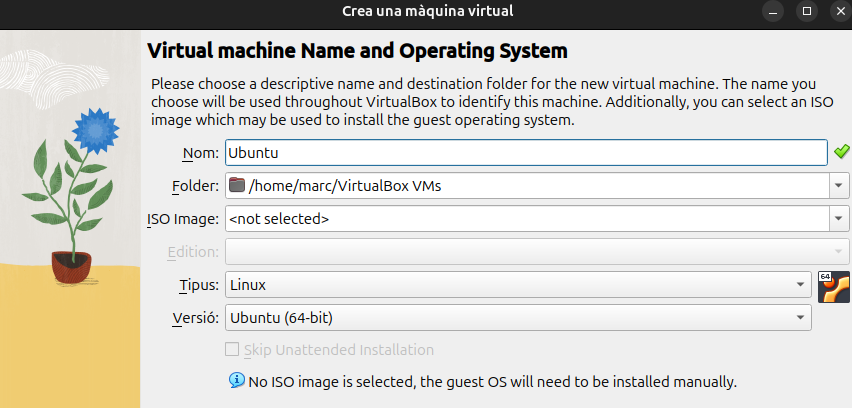 Crea una màquina virtual
Virtual machine Name and Operating System
Please choose a descriptive name and destination folder for the new virtual machine. The name you
choose will be used throughout VirtualBox to identify this machine. Additionally, you can select an ISO
image which may be used to install the guest operating system.
Nom: Ubuntu
Folder: /home/marc/VirtualBox VMs
ISO Image: <not selected>
Edition:
Tipus: Linux
64
Versió: Ubuntu (64-bit)
Skip Unattended Installation
No ISO image is selected, the guest OS will need to be installed manually.